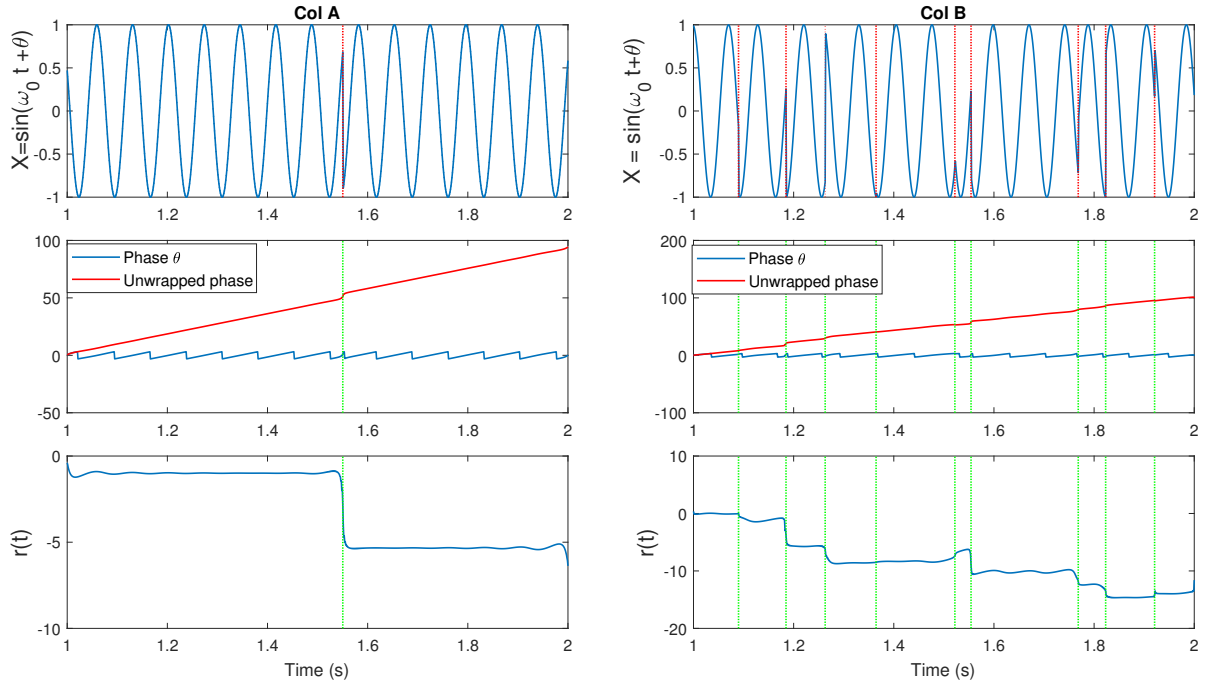 Col A
X=sin(ω₀ t +θ)
1
0.5
0
-0.5
-1
1 1.2 1.4 1.6 1.8 2
100
50
0
-50
Phase θ
Unwrapped phase
1 1.2 1.4 1.6 1.8 2
r(t)
0
-5
-10
1 1.2 1.4 1.6 1.8 2
Time (s)
Col B
X = sin(ω₀ t+θ)
1
0.5
0
-0.5
-1
1 1.2 1.4 1.6 1.8 2
200
100
0
-100
Phase θ
Unwrapped phase
1 1.2 1.4 1.6 1.8 2
r(t)
10
0
-10
-20
1 1.2 1.4 1.6 1.8 2
Time (s)